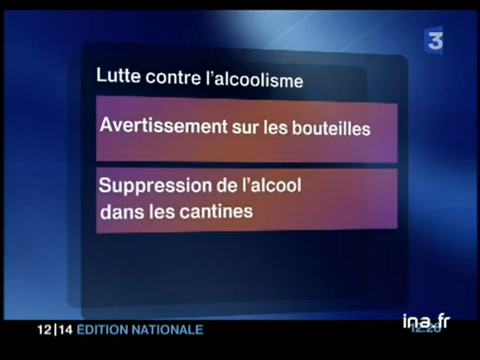 3
Lutte contre l'alcoolisme
Avertissement sur les bouteilles
Suppression de l'alcool
dans les cantines
12|14 ÉDITION NATIONALE
ina.fr